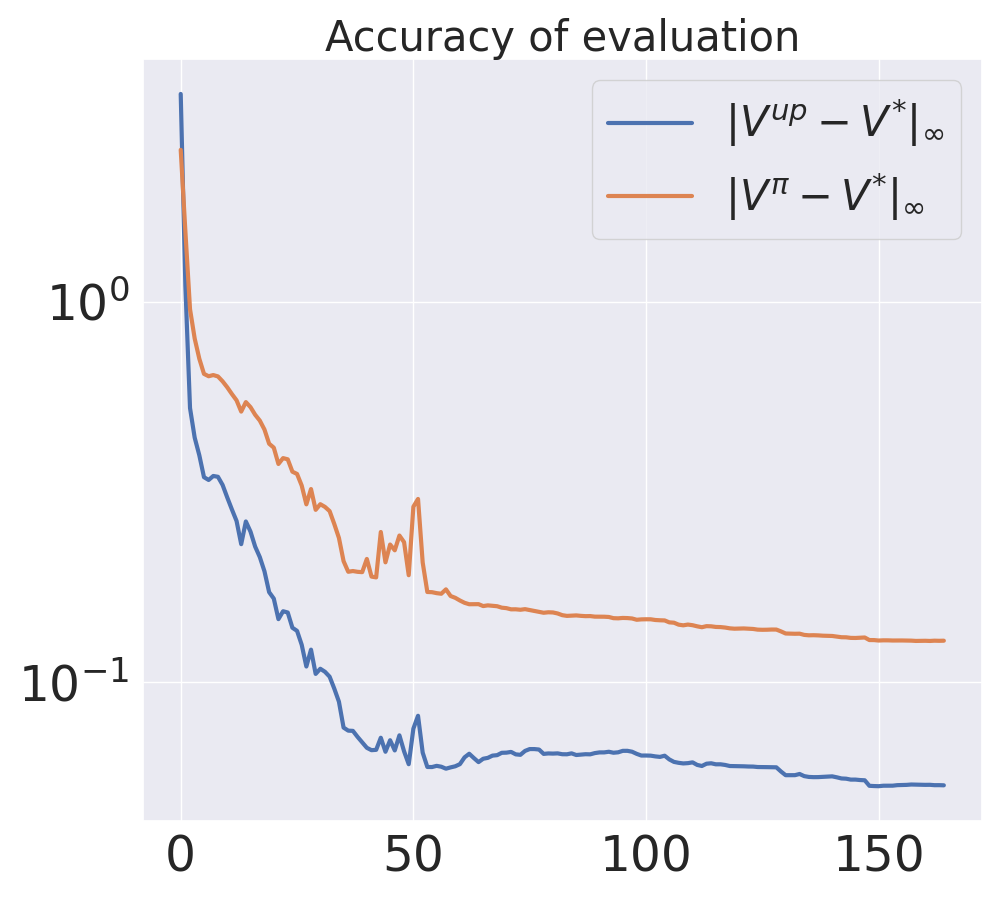 Accuracy of evaluation
|V^{up} − V^*|_∞
|V^π − V^*|_∞
10^0
10^{-1}
0 50 100 150